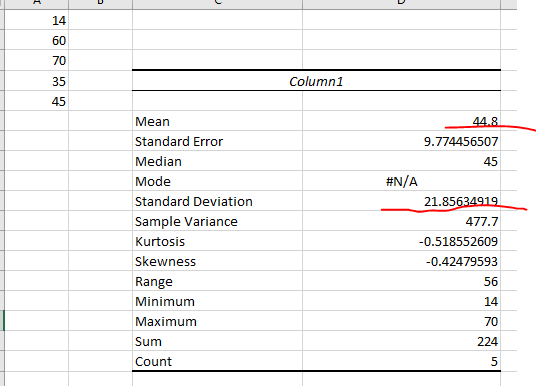 A B C D
14
60
70
35 Column1
45
Mean 44.8
Standard Error 9.774456507
Median 45
Mode #N/A
Standard Deviation 21.85634919
Sample Variance 477.7
Kurtosis -0.518552609
Skewness -0.42479593
Range 56
Minimum 14
Maximum 70
Sum 224
Count 5